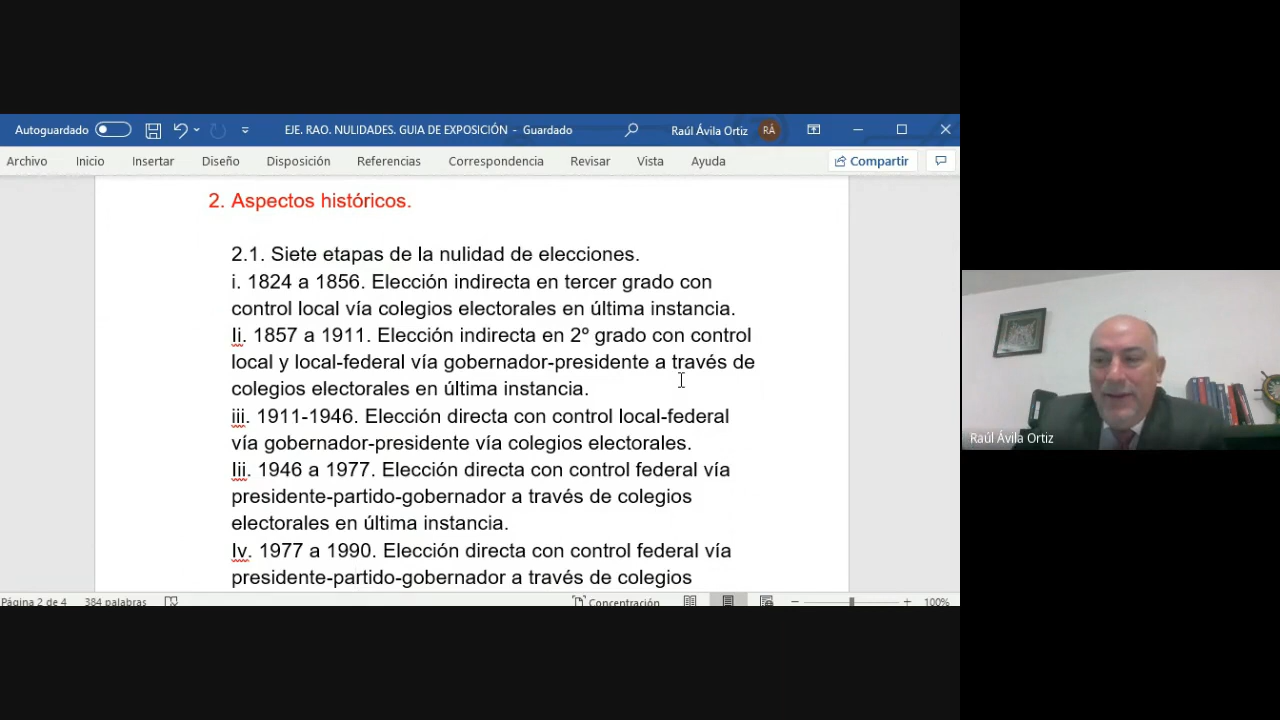 Autoguardado
EJE. RAO. NULIDADES. GUIA DE EXPOSICIÓN - Guardado
Raúl Ávila Ortiz
RÁ
Archivo Inicio Insertar Diseño Disposición Referencias Correspondencia Revisar Vista Ayuda Compartir
2. Aspectos históricos.
2.1. Siete etapas de la nulidad de elecciones.
i. 1824 a 1856. Elección indirecta en tercer grado con
control local vía colegios electorales en última instancia.
Ii. 1857 a 1911. Elección indirecta en 2º grado con control
local y local-federal vía gobernador-presidente a través de
colegios electorales en última instancia.
iii. 1911-1946. Elección directa con control local-federal
vía gobernador-presidente vía colegios electorales.
Iii. 1946 a 1977. Elección directa con control federal vía
presidente-partido-gobernador a través de colegios
electorales en última instancia.
Iv. 1977 a 1990. Elección directa con control federal vía
presidente-partido-gobernador a través de colegios
Página 2 de 4 384 palabras Concentración 100%
Raúl Ávila Ortiz